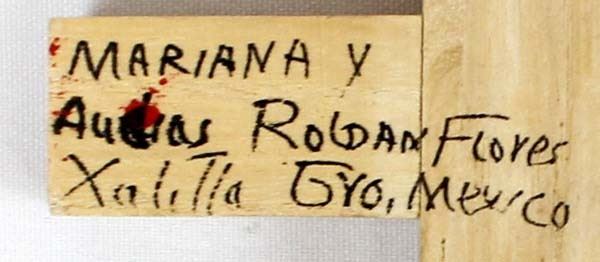 MARIANA Y
ROLDAN Flores
Xalitla Gro, Mexico